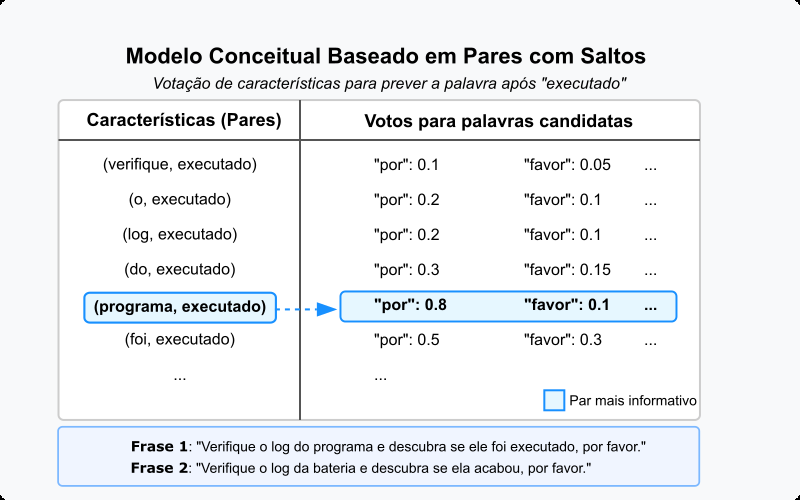 Modelo Conceitual Baseado em Pares com Saltos
Votação de características para prever a palavra após "executado"
Características (Pares) Votos para palavras candidatas
(verifique, executado) "por": 0.1 "favor": 0.05 ...
(o, executado) "por": 0.2 "favor": 0.1 ...
(log, executado) "por": 0.2 "favor": 0.1 ...
(do, executado) "por": 0.3 "favor": 0.15 ...
(programa, executado) "por": 0.8 "favor": 0.1 ...
(foi, executado) "por": 0.5 "favor": 0.3 ...
... ...
Par mais informativo
Frase 1: "Verifique o log do programa e descubra se ele foi executado, por favor."
Frase 2: "Verifique o log da bateria e descubra se ela acabou, por favor."